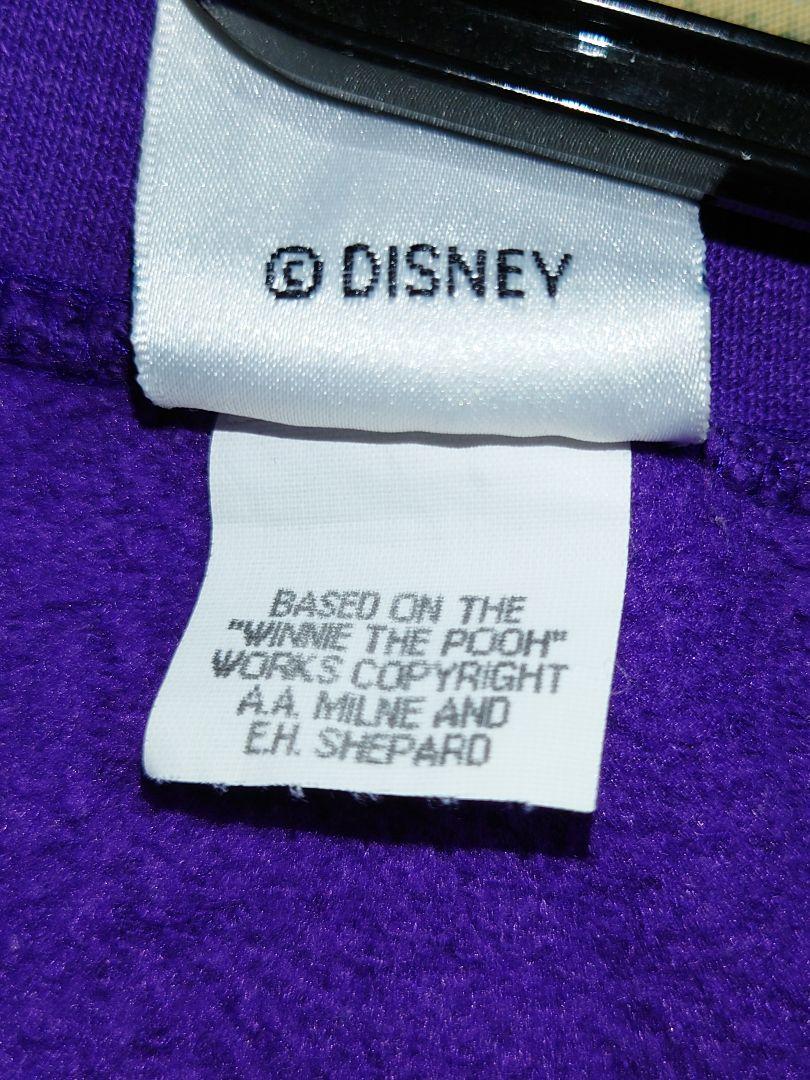 © DISNEY
BASED ON THE
"WINNIE THE POOH"
WORKS COPYRIGHT
A.A. MILNE AND
E.H. SHEPARD